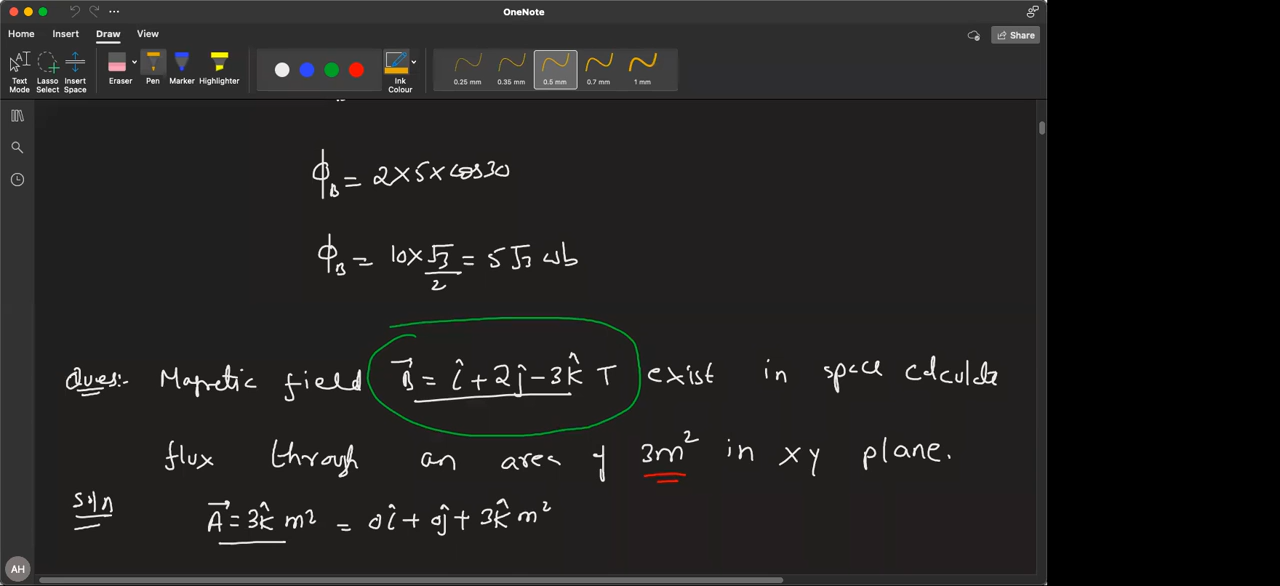 OneNote
Home Insert Draw View
Share
Text Mode Lasso Select Insert Space Eraser Pen Marker Highlighter Ink Colour 0.25 mm 0.35 mm 0.5 mm 0.7 mm 1 mm
ϕ_B = 2×5×cos30
ϕ_B = 10×√3/2 = 5√3 wb
Ques:- Magnetic field B⃗ = î + 2ĵ - 3k̂ T exist in space calculate
flux through an area of 3m² in xy plane.
Soln
A⃗ = 3k̂ m² = 0î + 0ĵ + 3k̂ m²
AH